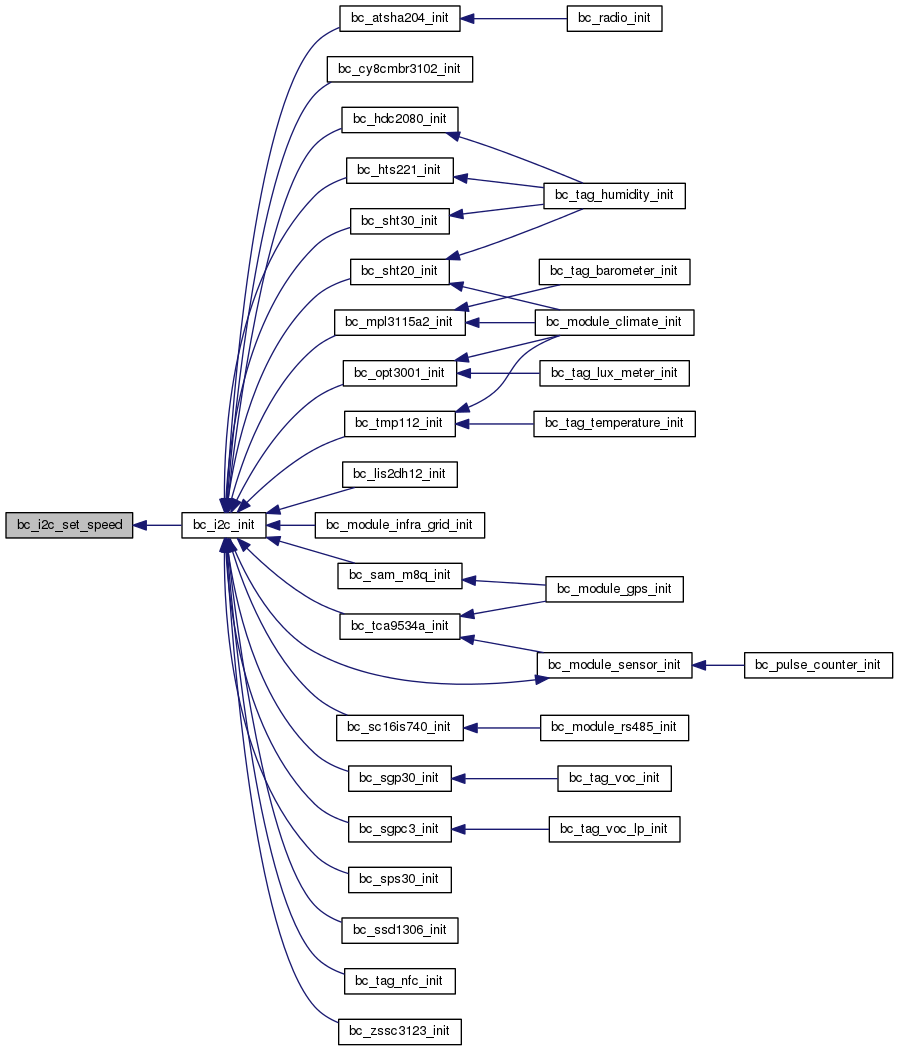 bc_atsha204_init
bc_radio_init
bc_cy8cmbr3102_init
bc_hdc2080_init
bc_hts221_init
bc_tag_humidity_init
bc_sht30_init
bc_sht20_init
bc_tag_barometer_init
bc_mpl3115a2_init
bc_module_climate_init
bc_opt3001_init
bc_tag_lux_meter_init
bc_tmp112_init
bc_tag_temperature_init
bc_lis2dh12_init
bc_i2c_set_speed
bc_i2c_init
bc_module_infra_grid_init
bc_sam_m8q_init
bc_module_gps_init
bc_tca9534a_init
bc_module_sensor_init
bc_pulse_counter_init
bc_sc16is740_init
bc_module_rs485_init
bc_sgp30_init
bc_tag_voc_init
bc_sgpc3_init
bc_tag_voc_lp_init
bc_sps30_init
bc_ssd1306_init
bc_tag_nfc_init
bc_zssc3123_init